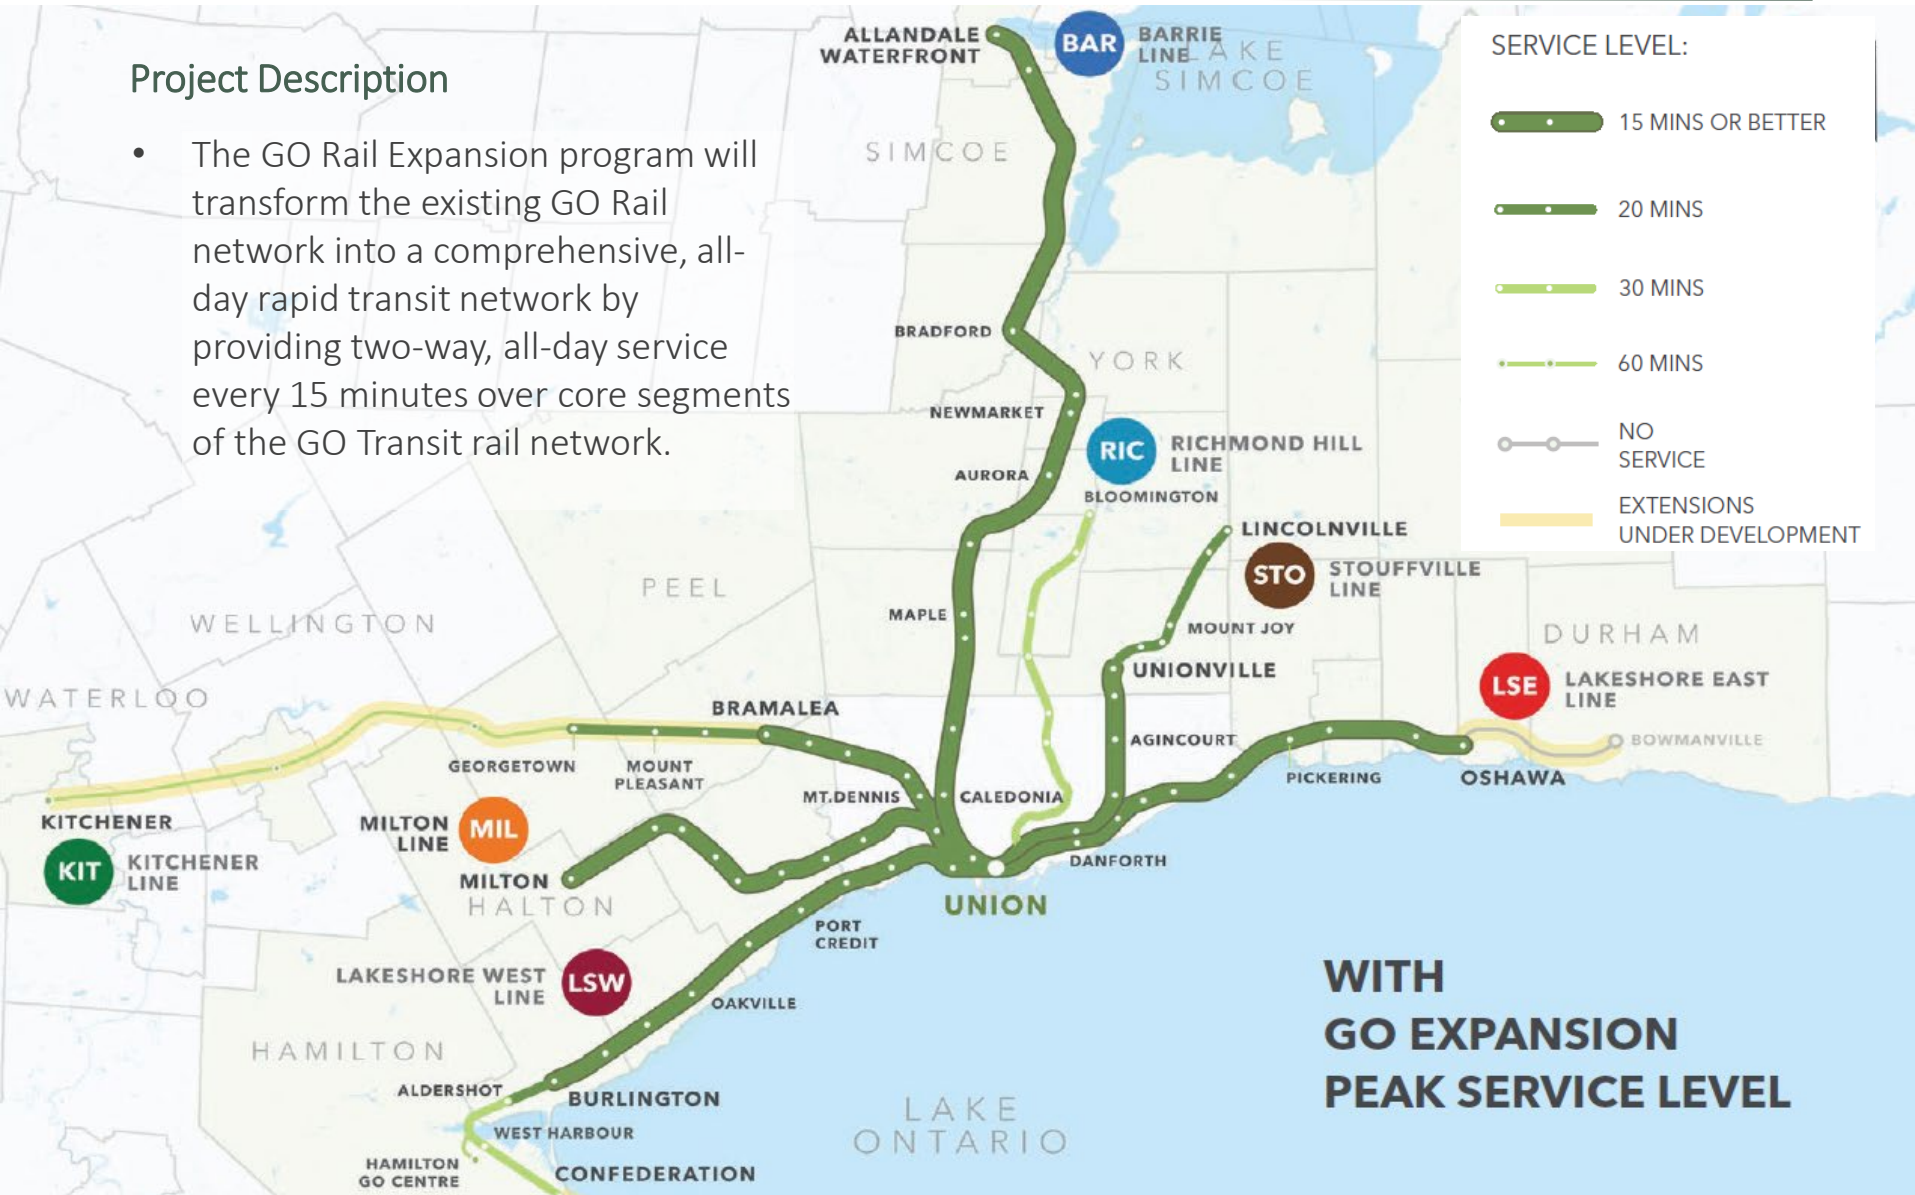 Project Description
• The GO Rail Expansion program will
transform the existing GO Rail
network into a comprehensive, all-
day rapid transit network by
providing two-way, all-day service
every 15 minutes over core segments
of the GO Transit rail network.
SERVICE LEVEL:
15 MINS OR BETTER
20 MINS
30 MINS
60 MINS
NO
SERVICE
EXTENSIONS
UNDER DEVELOPMENT
ALLANDALE
WATERFRONT
BAR
BARRIE
LINE
LAKE
SIMCOE
SIMCOE
BRADFORD
YORK
NEWMARKET
RIC
RICHMOND HILL
LINE
AURORA
BLOOMINGTON
LINCOLNVILLE
STO
STOUFFVILLE
LINE
PEEL
WELLINGTON
MAPLE
MOUNT JOY
DURHAM
UNIONVILLE
LSE
LAKESHORE EAST
LINE
WATERLOO
BRAMALEA
AGINCOURT
BOWMANVILLE
GEORGETOWN
MOUNT
PLEASANT
PICKERING
OSHAWA
MT.DENNIS
CALEDONIA
KITCHENER
KIT
KITCHENER
LINE
MILTON
LINE
MIL
MILTON
HALTON
DANFORTH
UNION
PORT
CREDIT
LAKESHORE WEST
LINE
LSW
OAKVILLE
HAMILTON
ALDERSHOT
BURLINGTON
WEST HARBOUR
HAMILTON
GO CENTRE
CONFEDERATION
LAKE
ONTARIO
WITH
GO EXPANSION
PEAK SERVICE LEVEL